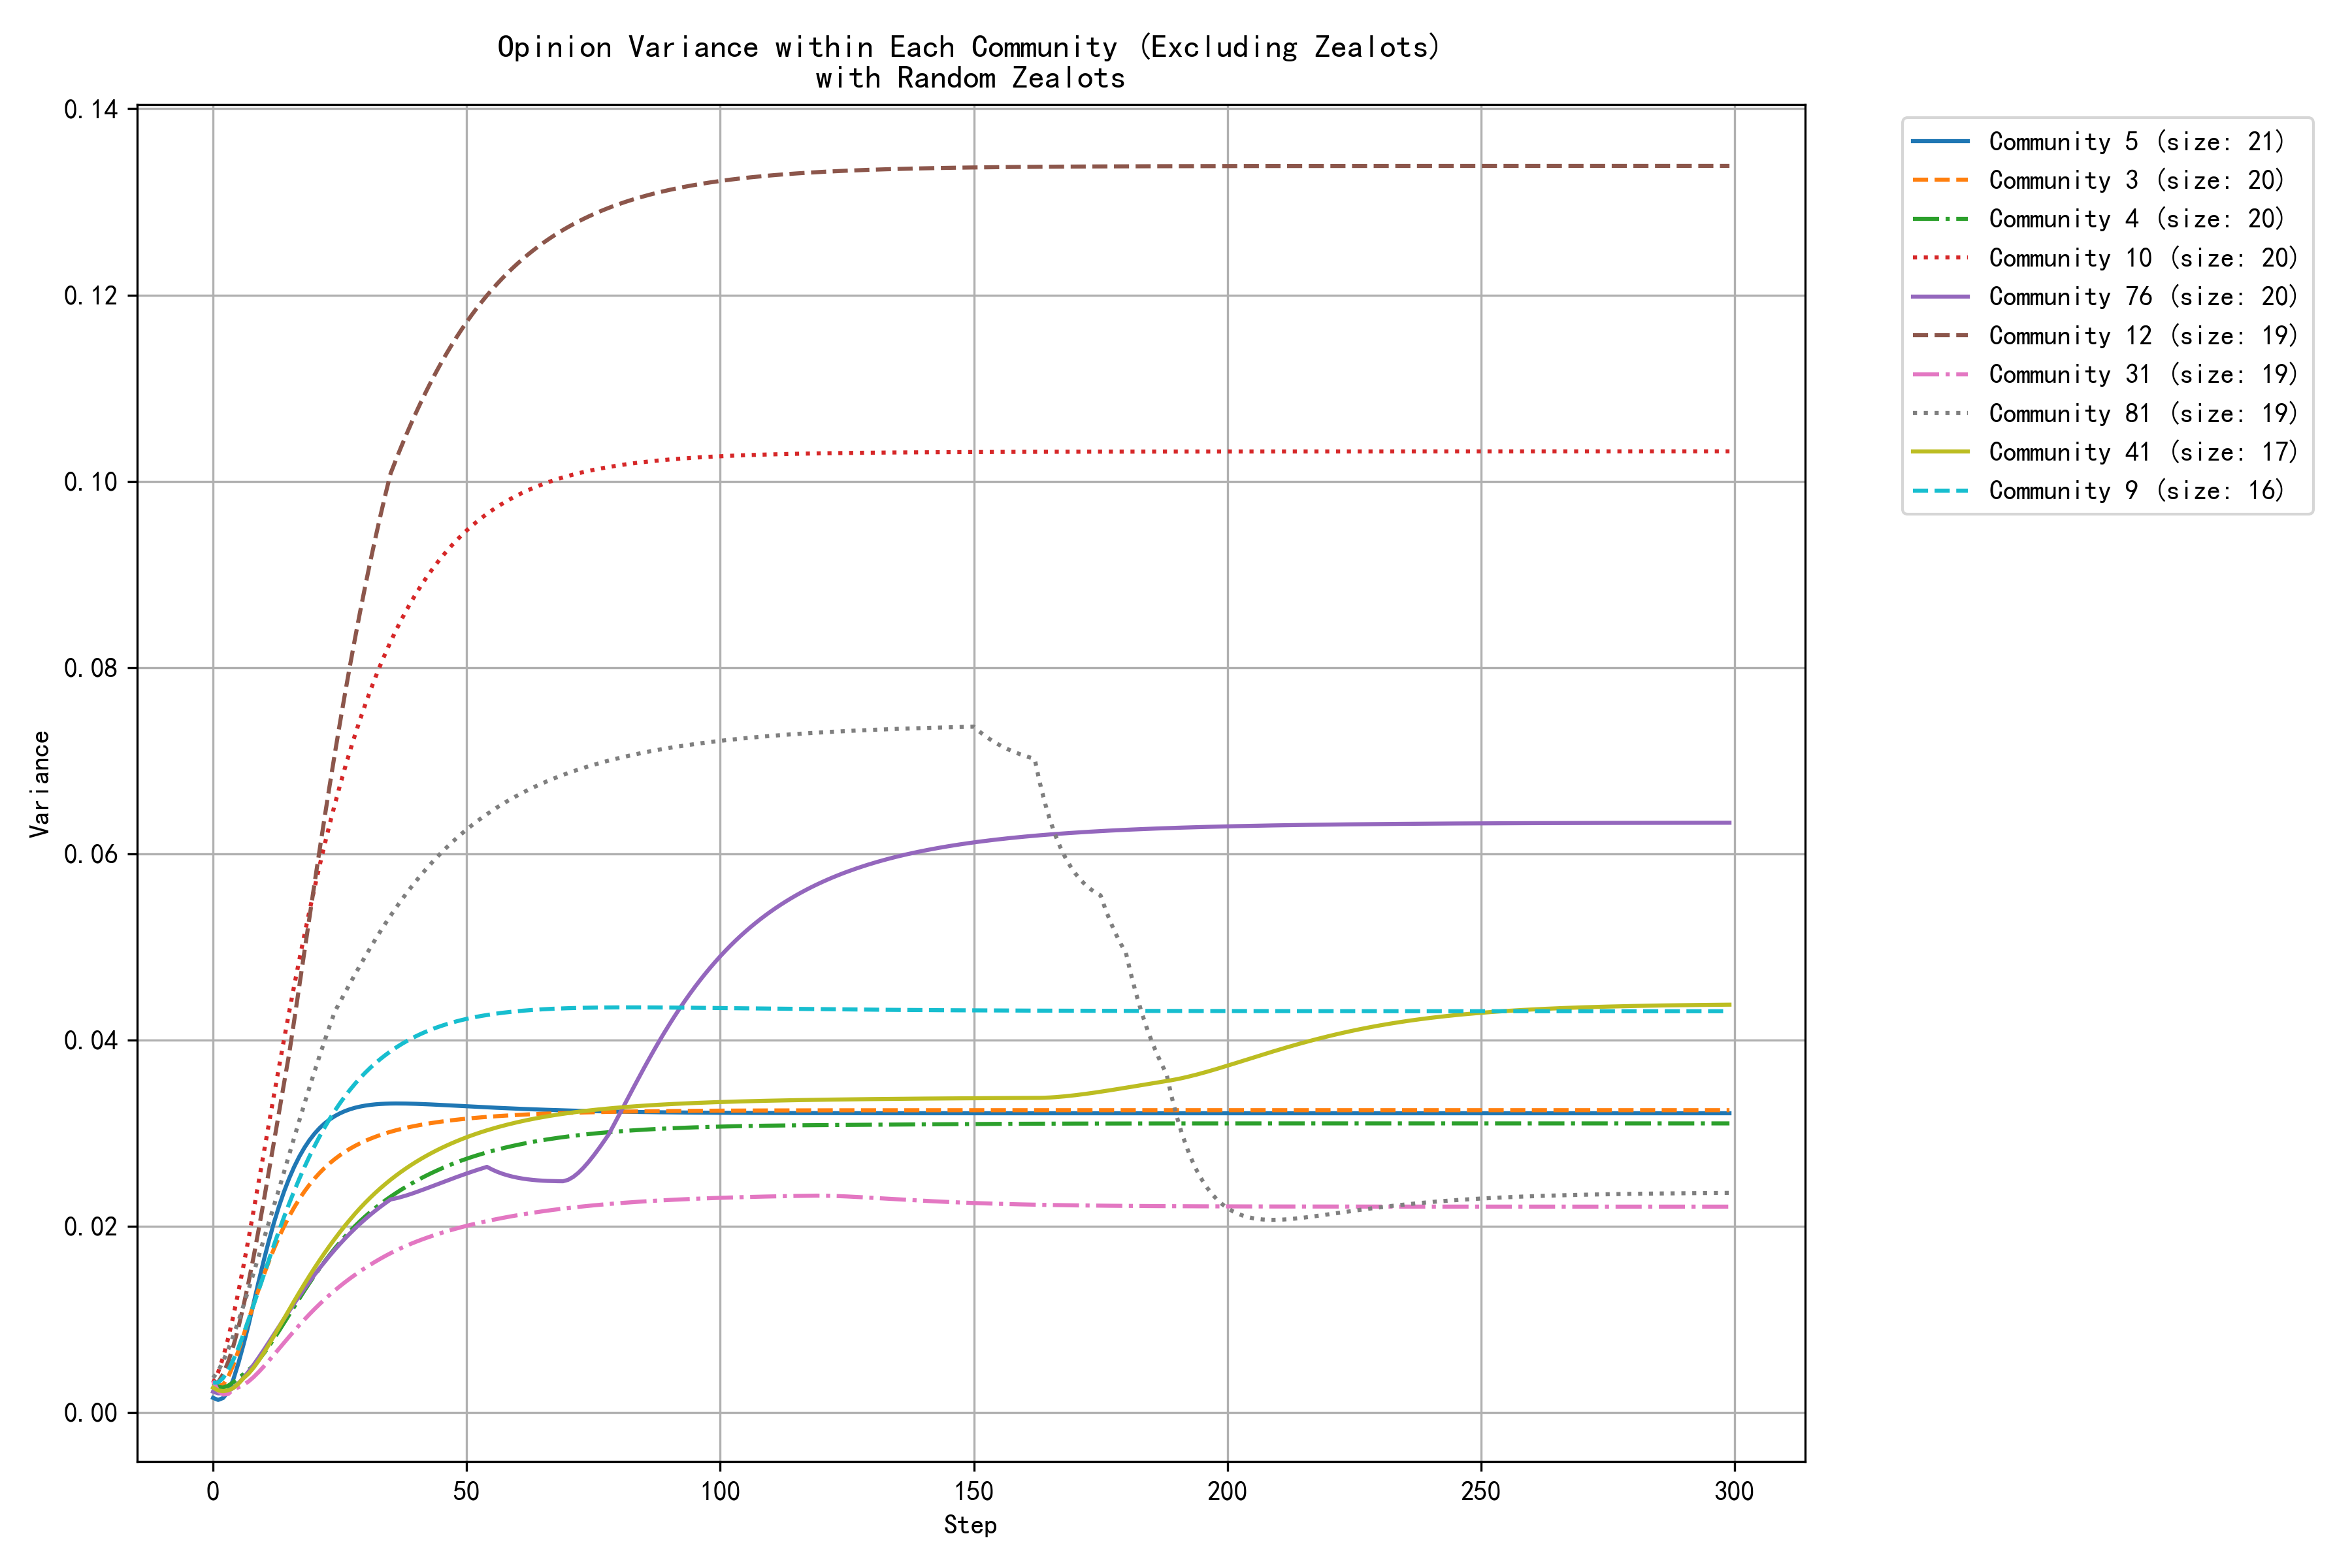 Opinion Variance within Each Community (Excluding Zealots)
with Random Zealots
Variance
0.14
0.12
0.10
0.08
0.06
0.04
0.02
0.00
0 50 100 150 200 250 300
Step
Community 5 (size: 21)
Community 3 (size: 20)
Community 4 (size: 20)
Community 10 (size: 20)
Community 76 (size: 20)
Community 12 (size: 19)
Community 31 (size: 19)
Community 81 (size: 19)
Community 41 (size: 17)
Community 9 (size: 16)